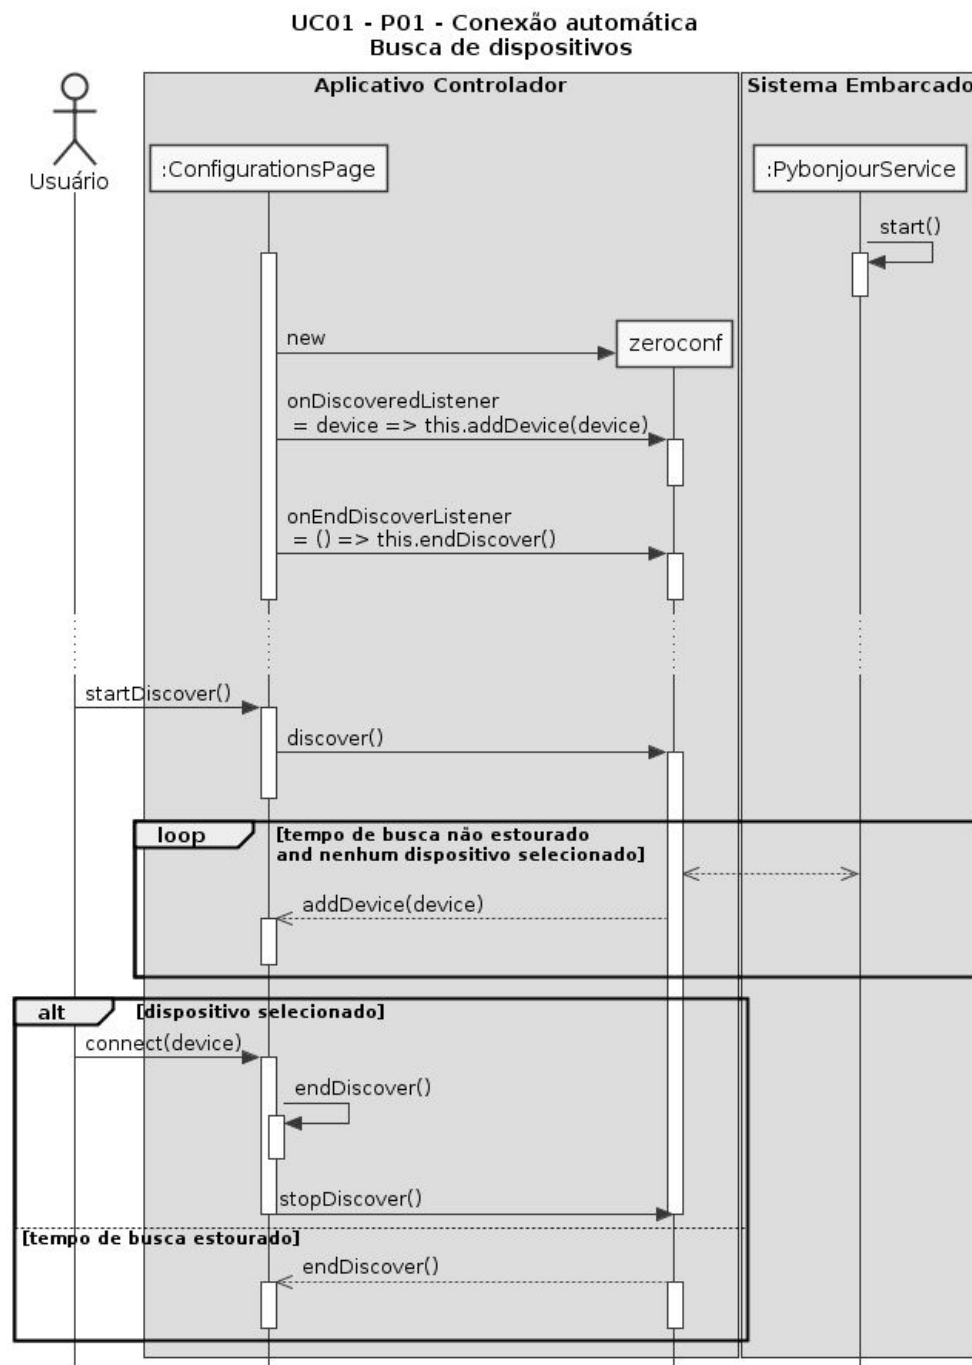 UC01 - P01 - Conexão automática
Busca de dispositivos
Aplicativo Controlador
Sistema Embarcado
Usuário
:ConfigurationsPage
:PybonjourService
start()
new
zeroconf
onDiscoveredListener
= device => this.addDevice(device)
onEndDiscoverListener
= () => this.endDiscover()
startDiscover()
discover()
loop
[tempo de busca não estourado
and nenhum dispositivo selecionado]
addDevice(device)
alt
[dispositivo selecionado]
connect(device)
endDiscover()
stopDiscover()
[tempo de busca estourado]
endDiscover()